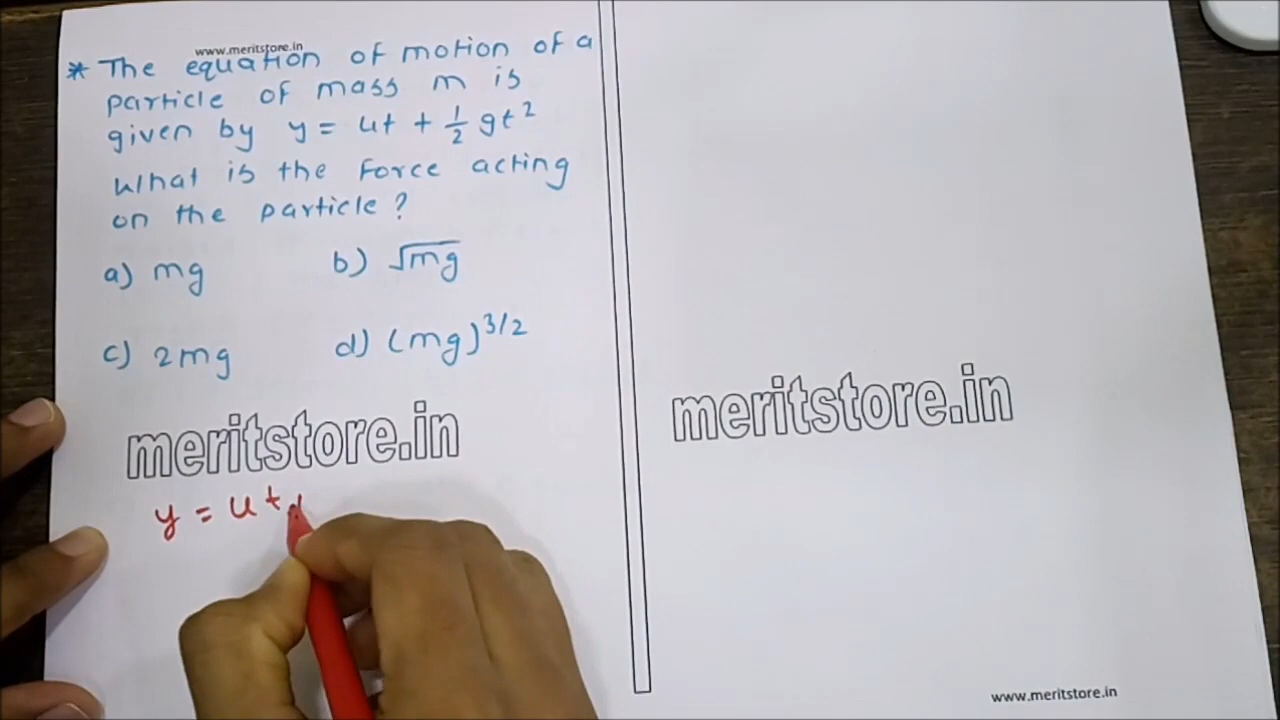 www.meritstore.in
* The equation of motion of a
particle of mass m is
given by y = ut + 1/2 gt²
What is the force acting
on the particle?
a) mg b) √mg
c) 2mg d) (mg)^3/2
meritstore.in
y = ut
meritstore.in
www.meritstore.in